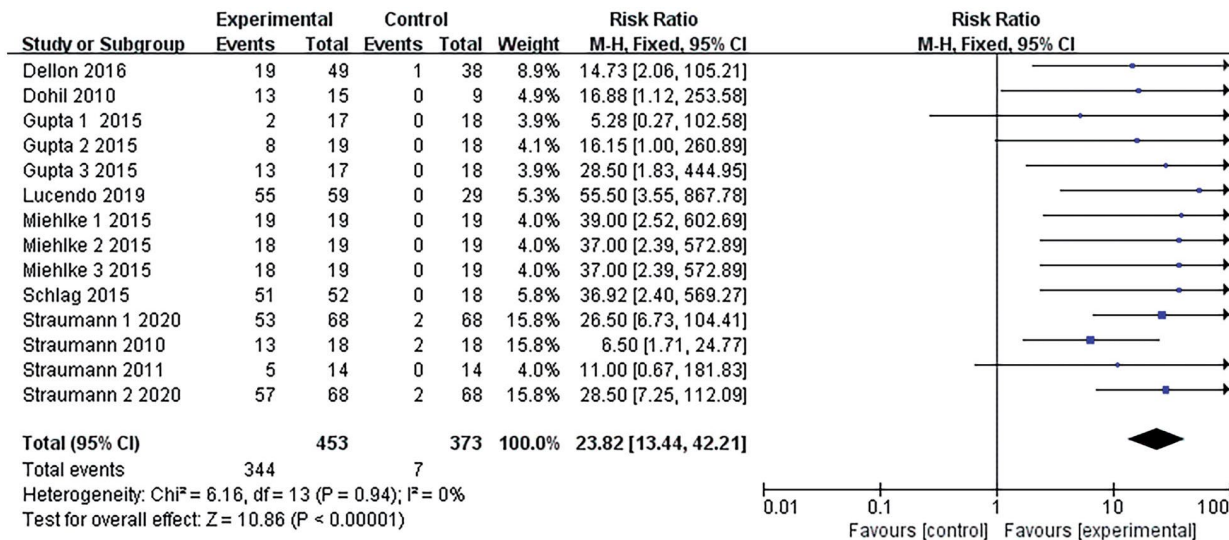 Experimental Control Risk Ratio Risk Ratio
Study or Subgroup Events Total Events Total Weight M-H, Fixed, 95% CI M-H, Fixed, 95% CI
Dellon 2016 19 49 1 38 8.9% 14.73 [2.06, 105.21]
Dohil 2010 13 15 0 9 4.9% 16.88 [1.12, 253.58]
Gupta 1 2015 2 17 0 18 3.9% 5.28 [0.27, 102.58]
Gupta 2 2015 8 19 0 18 4.1% 16.15 [1.00, 260.89]
Gupta 3 2015 13 17 0 18 3.9% 28.50 [1.83, 444.95]
Lucendo 2019 55 59 0 29 5.3% 55.50 [3.55, 867.78]
Miehlke 1 2015 19 19 0 19 4.0% 39.00 [2.52, 602.69]
Miehlke 2 2015 18 19 0 19 4.0% 37.00 [2.39, 572.89]
Miehlke 3 2015 18 19 0 19 4.0% 37.00 [2.39, 572.89]
Schlag 2015 51 52 0 18 5.8% 36.92 [2.40, 569.27]
Straumann 1 2020 53 68 2 68 15.8% 26.50 [6.73, 104.41]
Straumann 2010 13 18 2 18 15.8% 6.50 [1.71, 24.77]
Straumann 2011 5 14 0 14 4.0% 11.00 [0.67, 181.83]
Straumann 2 2020 57 68 2 68 15.8% 28.50 [7.25, 112.09]
Total (95% CI) 453 373 100.0% 23.82 [13.44, 42.21]
Total events 344 7
Heterogeneity: Chi² = 6.16, df = 13 (P = 0.94); I² = 0%
Test for overall effect: Z = 10.86 (P < 0.00001)
0.01 0.1 1 10 100
Favours [control] Favours [experimental]